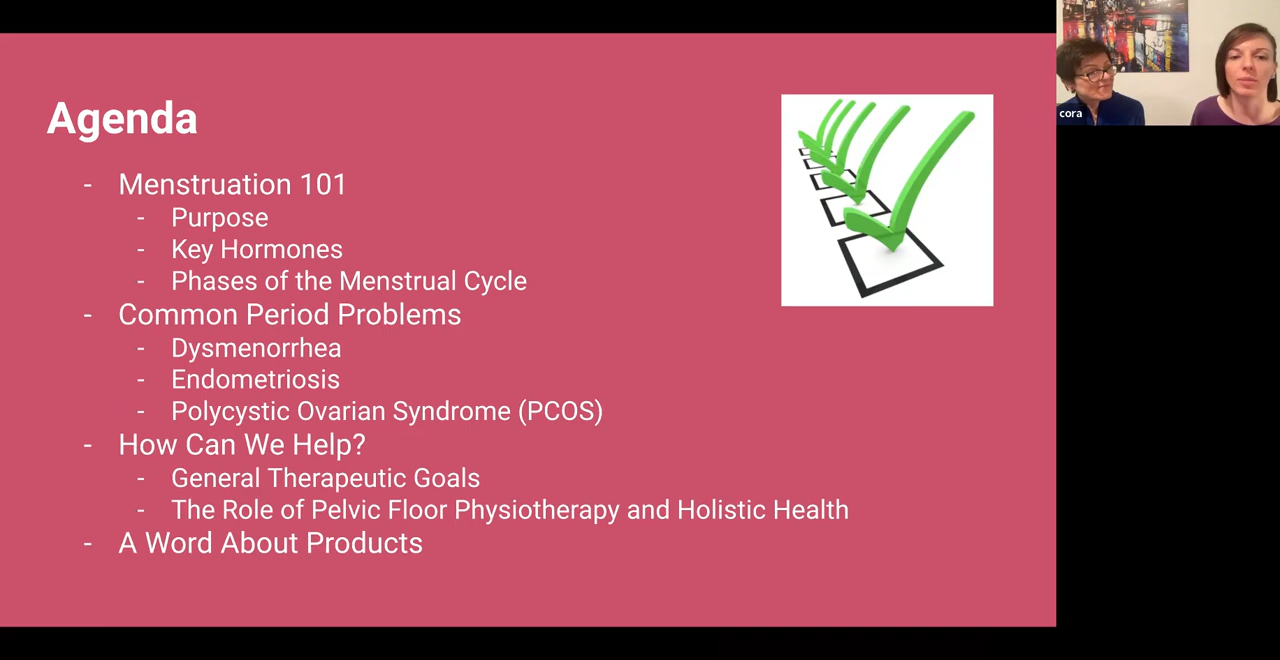 Agenda
- Menstruation 101
- Purpose
- Key Hormones
- Phases of the Menstrual Cycle
- Common Period Problems
- Dysmenorrhea
- Endometriosis
- Polycystic Ovarian Syndrome (PCOS)
- How Can We Help?
- General Therapeutic Goals
- The Role of Pelvic Floor Physiotherapy and Holistic Health
- A Word About Products
cora